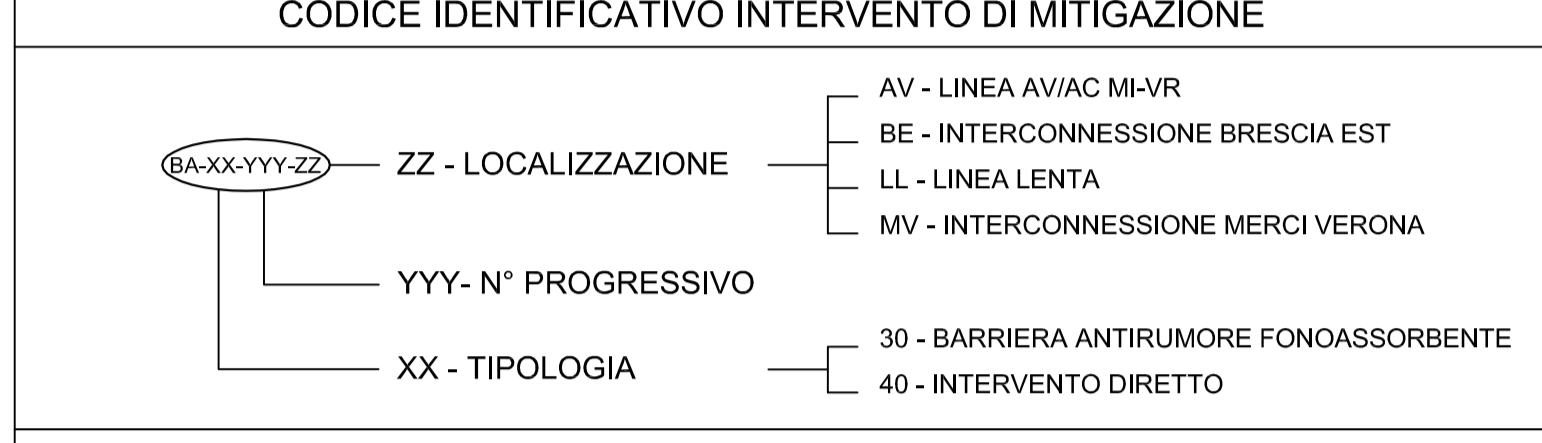 CODICE IDENTIFICATIVO INTERVENTO DI MITIGAZIONE
BA-XX-YYY-ZZ
ZZ - LOCALIZZAZIONE
AV - LINEA AV/AC MI-VR
BE - INTERCONNESSIONE BRESCIA EST
LL - LINEA LENTA
MV - INTERCONNESSIONE MERCI VERONA
YYY- N° PROGRESSIVO
XX - TIPOLOGIA
30 - BARRIERA ANTIRUMORE FONOASSORBENTE
40 - INTERVENTO DIRETTO